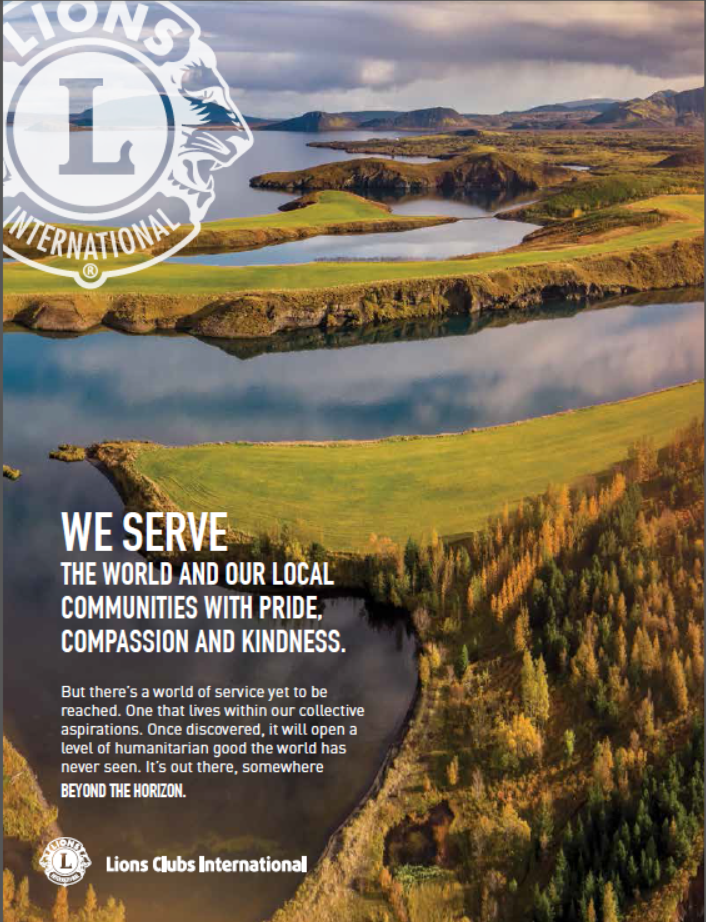 LIONS
L
INTERNATIONAL
®
WE SERVE
THE WORLD AND OUR LOCAL
COMMUNITIES WITH PRIDE,
COMPASSION AND KINDNESS.
But there's a world of service yet to be
reached. One that lives within our collective
aspirations. Once discovered, it will open a
level of humanitarian good the world has
never seen. It's out there, somewhere
BEYOND THE HORIZON.
LIONS
L
INTERNATIONAL
Lions Clubs International